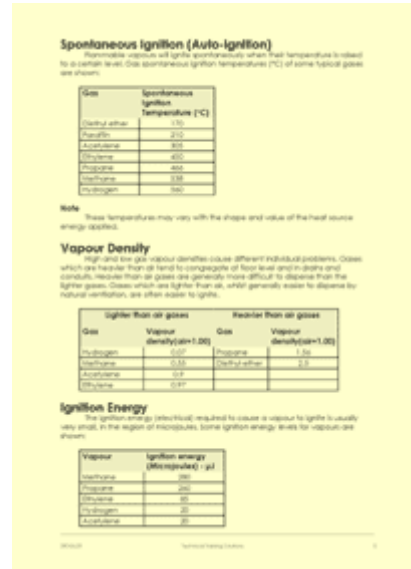 Spontaneous Ignition (Auto-Ignition)
Flammable vapours will ignite spontaneously when their temperature is raised
to a certain level. Gas spontaneous ignition temperatures (°C) of some typical gases
are shown:
Gas Spontaneous
Ignition
Temperature (°C)
Diethyl ether 170
Paraffin 210
Acetylene 305
Ethylene 450
Propane 466
Methane 538
Hydrogen 560
Note
These temperatures may vary with the shape and value of the heat source
energy applied.
Vapour Density
High and low gas vapour densities cause different individual problems. Gases
which are heavier than air tend to congregate at floor level and in drains and
conduits. Heavier than air gases are generally more difficult to disperse than the
lighter gases. Gases which are lighter than air, whilst generally easier to disperse by
natural ventilation, are often easier to ignite.
Lighter than air gases Heavier than air gases
Gas Vapour Gas Vapour
density(air=1.00) density(air=1.00)
Hydrogen 0.07 Propane 1.56
Methane 0.55 Diethyl ether 2.5
Acetylene 0.9
Ethylene 0.97
Ignition Energy
The ignition energy (electrical) required to cause a vapour to ignite is usually
very small, in the region of microjoules. Some ignition energy levels for vapours are
shown:
Vapour Ignition energy
(Microjoules) - µJ
Methane 280
Propane 260
Ethylene 85
Hydrogen 20
Acetylene 20
Technical Training Solutions